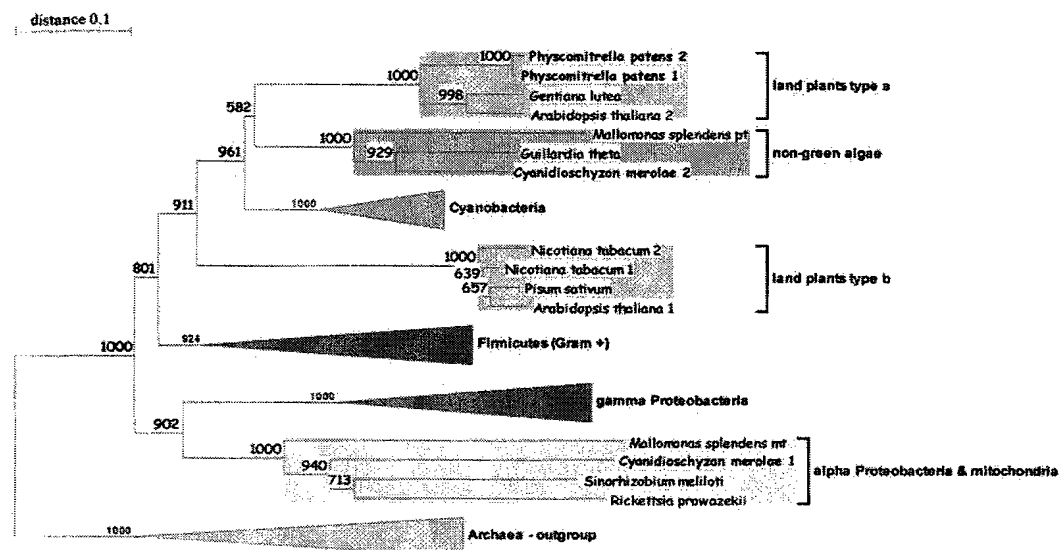 distance 0.1
1000
Physcomitrella patens 2
1000
Physcomitrella patens 1
land plants type a
998
Gentiana lutea
582
Arabidopsis thaliana 2
1000
Mallomonas splendens pt
929
Guillardia theta
non-green algae
961
Cyanidioschyzon merolae 2
911
1000
Cyanobacteria
1000
Nicotiana tabacum 2
801
639
Nicotiana tabacum 1
land plants type b
657
Pisum sativum
Arabidopsis thaliana 1
1000
924
Firmicutes (Gram +)
1000
gamma Proteobacteria
902
1000
Mallomonas splendens mt
940
Cyanidioschyzon merolae 1
alpha Proteobacteria & mitochondria
713
Sinorhizobium meliloti
Rickettsia prowazekii
1000
Archaea - outgroup